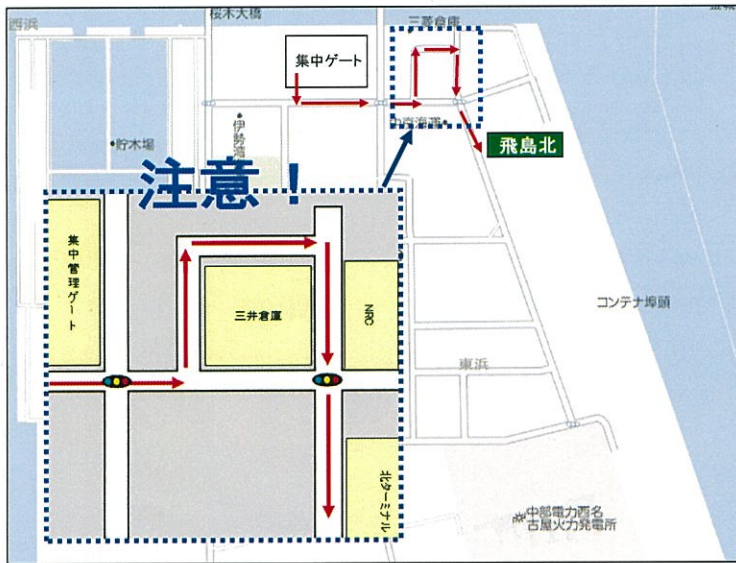 西浜
桜木大橋
三菱倉庫
集中ゲート
飛島北
貯木場
注意!
集中管理ゲート
三井倉庫
NRC
コンテナ埠頭
東浜
北ターミナル
中部電力西名
古屋火力発電所